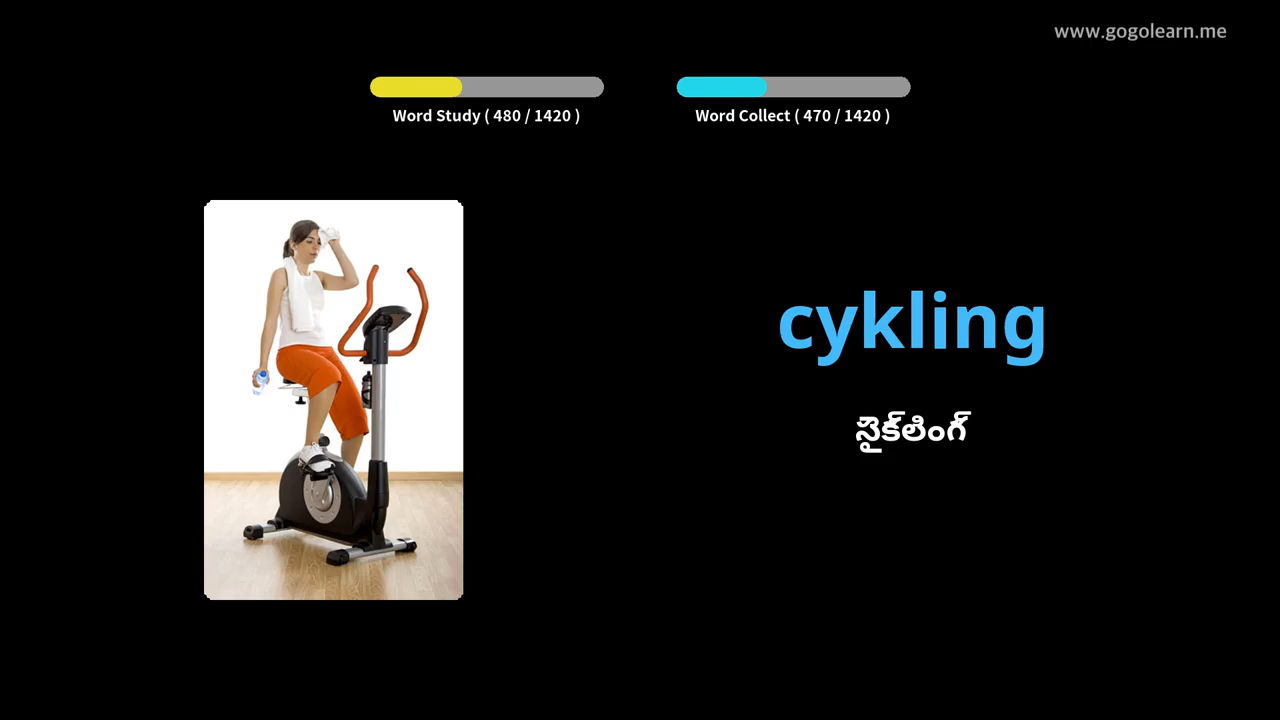 www.gogolearn.me
Word Study ( 480 / 1420 )
Word Collect ( 470 / 1420 )
cykling
సైక్‌లింగ్